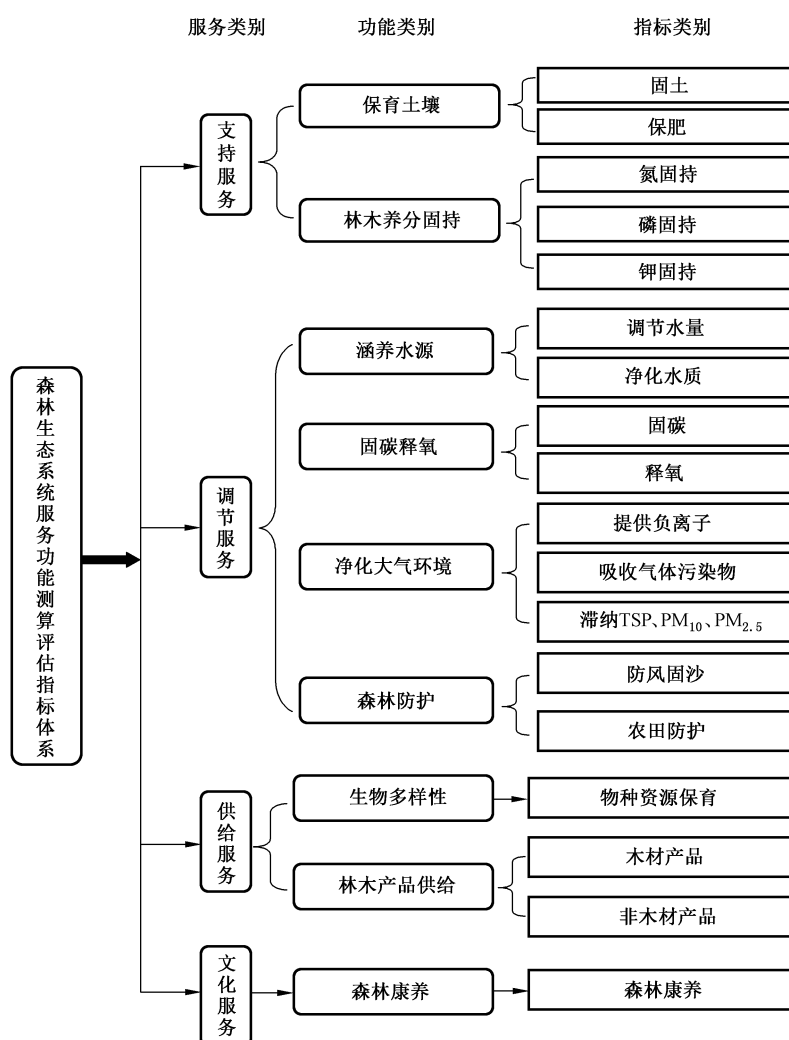 服务类别
功能类别
指标类别
森林生态系统服务功能测算评估指标体系
支持服务
保育土壤
固土
保肥
林木养分固持
氮固持
磷固持
钾固持
调节服务
涵养水源
调节水量
净化水质
固碳释氧
固碳
释氧
净化大气环境
提供负离子
吸收气体污染物
滞纳TSP、PM10、PM2.5
森林防护
防风固沙
农田防护
供给服务
生物多样性
物种资源保育
林木产品供给
木材产品
非木材产品
文化服务
森林康养
森林康养